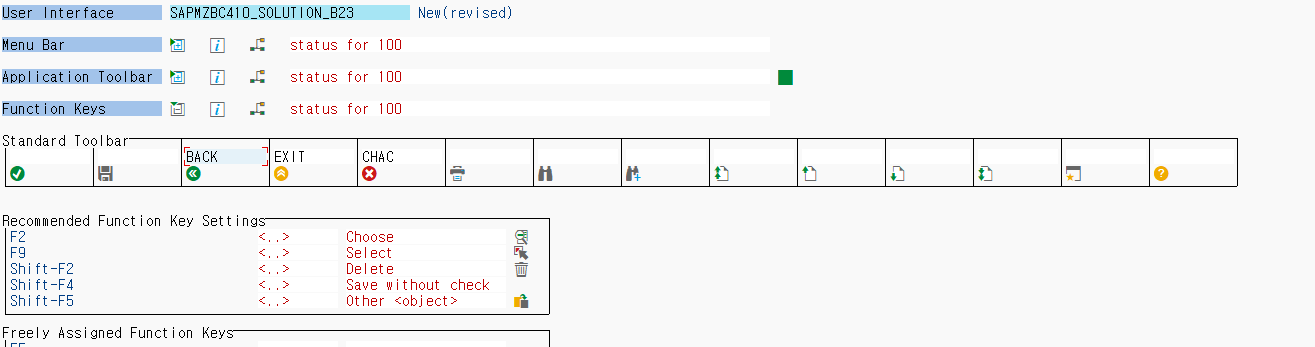 User Interface SAPMZBC410_SOLUTION_B23 New(revised)
Menu Bar status for 100
Application Toolbar status for 100
Function Keys status for 100
Standard Toolbar
BACK EXIT CHAC
Recommended Function Key Settings
F2 <..> Choose
F9 <..> Select
Shift-F2 <..> Delete
Shift-F4 <..> Save without check
Shift-F5 <..> Other <object>
Freely Assigned Function Keys